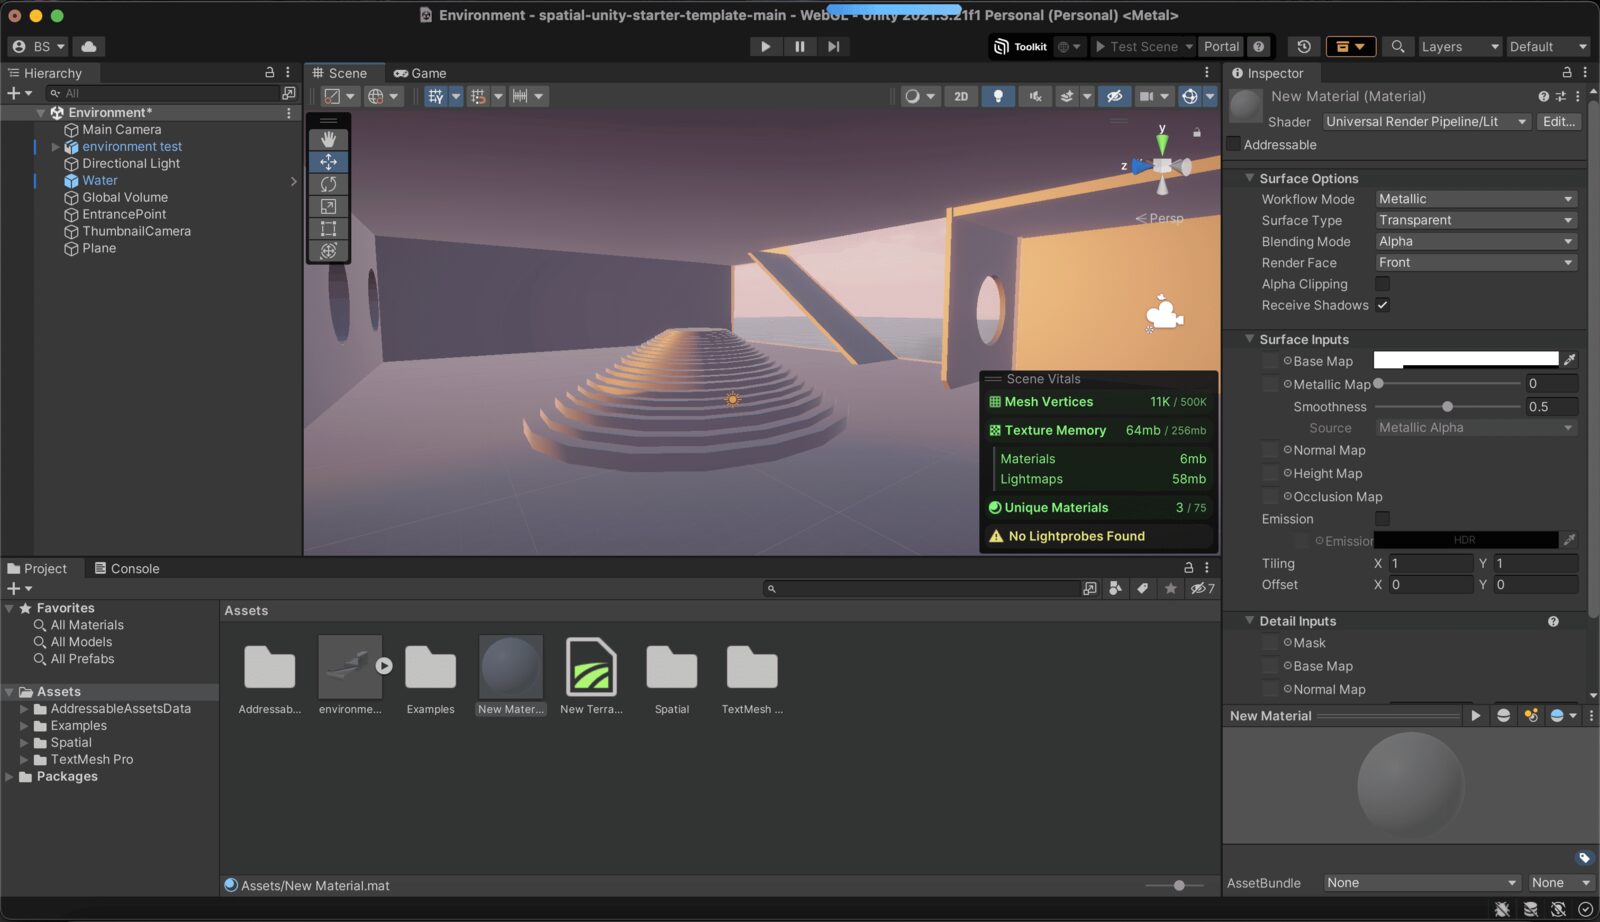 Environment - spatial-unity-starter-template-main - WebGL - Unity 2021.3.21f1 Personal (Personal) <Metal>
BS
Toolkit
Test Scene
Portal
Layers
Default
Hierarchy
All
Environment*
Main Camera
environment test
Directional Light
Water
Global Volume
EntrancePoint
ThumbnailCamera
Plane
Scene
Game
2D
y
z
Persp
Scene Vitals
Mesh Vertices 11K / 500K
Texture Memory 64mb / 256mb
Materials 6mb
Lightmaps 58mb
Unique Materials 3 / 75
No Lightprobes Found
Inspector
New Material (Material)
Shader Universal Render Pipeline/Lit Edit...
Addressable
Surface Options
Workflow Mode Metallic
Surface Type Transparent
Blending Mode Alpha
Render Face Front
Alpha Clipping
Receive Shadows
Surface Inputs
Base Map
Metallic Map 0
Smoothness 0.5
Source Metallic Alpha
Normal Map
Height Map
Occlusion Map
Emission
Emission HDR
Tiling X 1 Y 1
Offset X 0 Y 0
Detail Inputs
Mask
Base Map
Normal Map
New Material
AssetBundle None None
Project
Console
7
Favorites
All Materials
All Models
All Prefabs
Assets
AddressableAssetsData
Examples
Spatial
TextMesh Pro
Packages
Assets
Addressab...
environme...
Examples
New Mater...
New Terra...
Spatial
TextMesh ...
Assets/New Material.mat